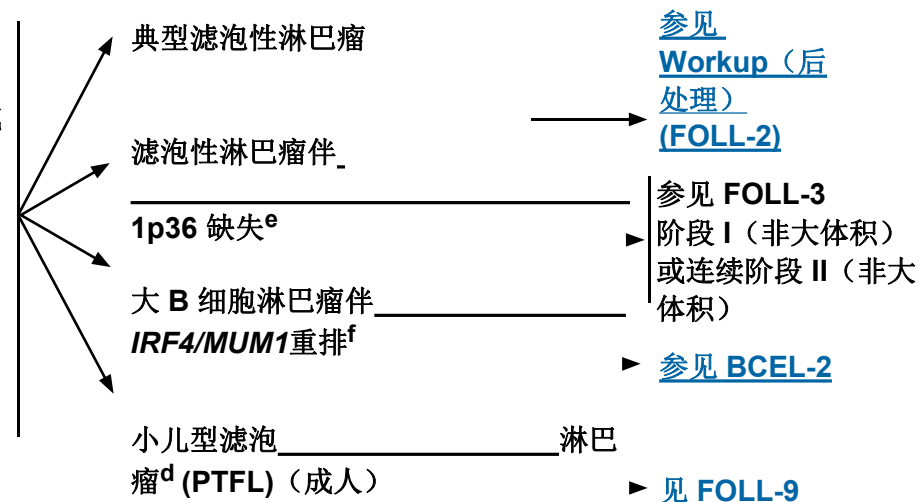 典型滤泡性淋巴瘤
参见
Workup（后
处理）
(FOLL-2)
滤泡性淋巴瘤伴
1p36 缺失e
参见 FOLL-3
阶段 I（非大体积）
或连续阶段 II（非大
体积）
大 B 细胞淋巴瘤伴
IRF4/MUM1重排f
参见 BCEL-2
小儿型滤泡 淋巴
瘤d (PTFL)（成人）
见 FOLL-9